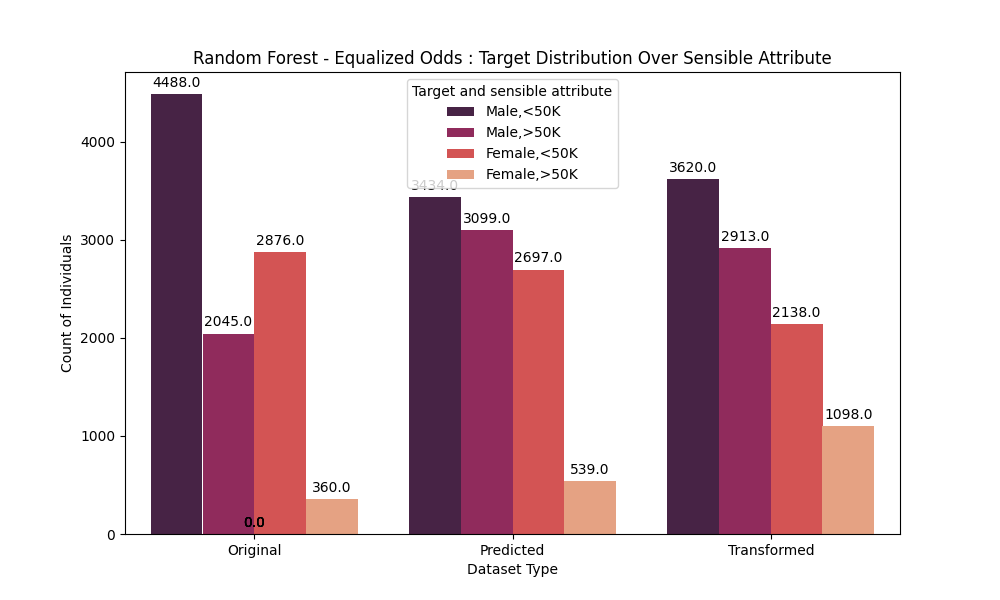 Random Forest - Equalized Odds : Target Distribution Over Sensible Attribute
4488.0
Target and sensible attribute
Male,<50K
Male,>50K
Female,<50K
Female,>50K
4000
3434.0
3620.0
3099.0
2913.0
3000
2876.0
2697.0
Count of Individuals
2045.0
2138.0
2000
1098.0
1000
360.0
539.0
0.0
0
Original
Predicted
Transformed
Dataset Type